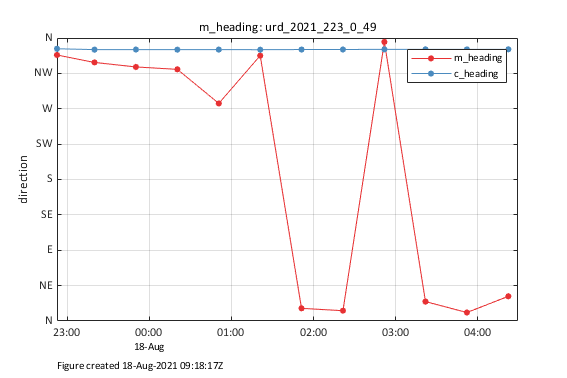 m_heading: urd_2021_223_0_49
N
NW
W
SW
S
SE
E
NE
N
direction
m_heading
c_heading
23:00
00:00
01:00
02:00
03:00
04:00
18-Aug
Figure created 18-Aug-2021 09:18:17Z